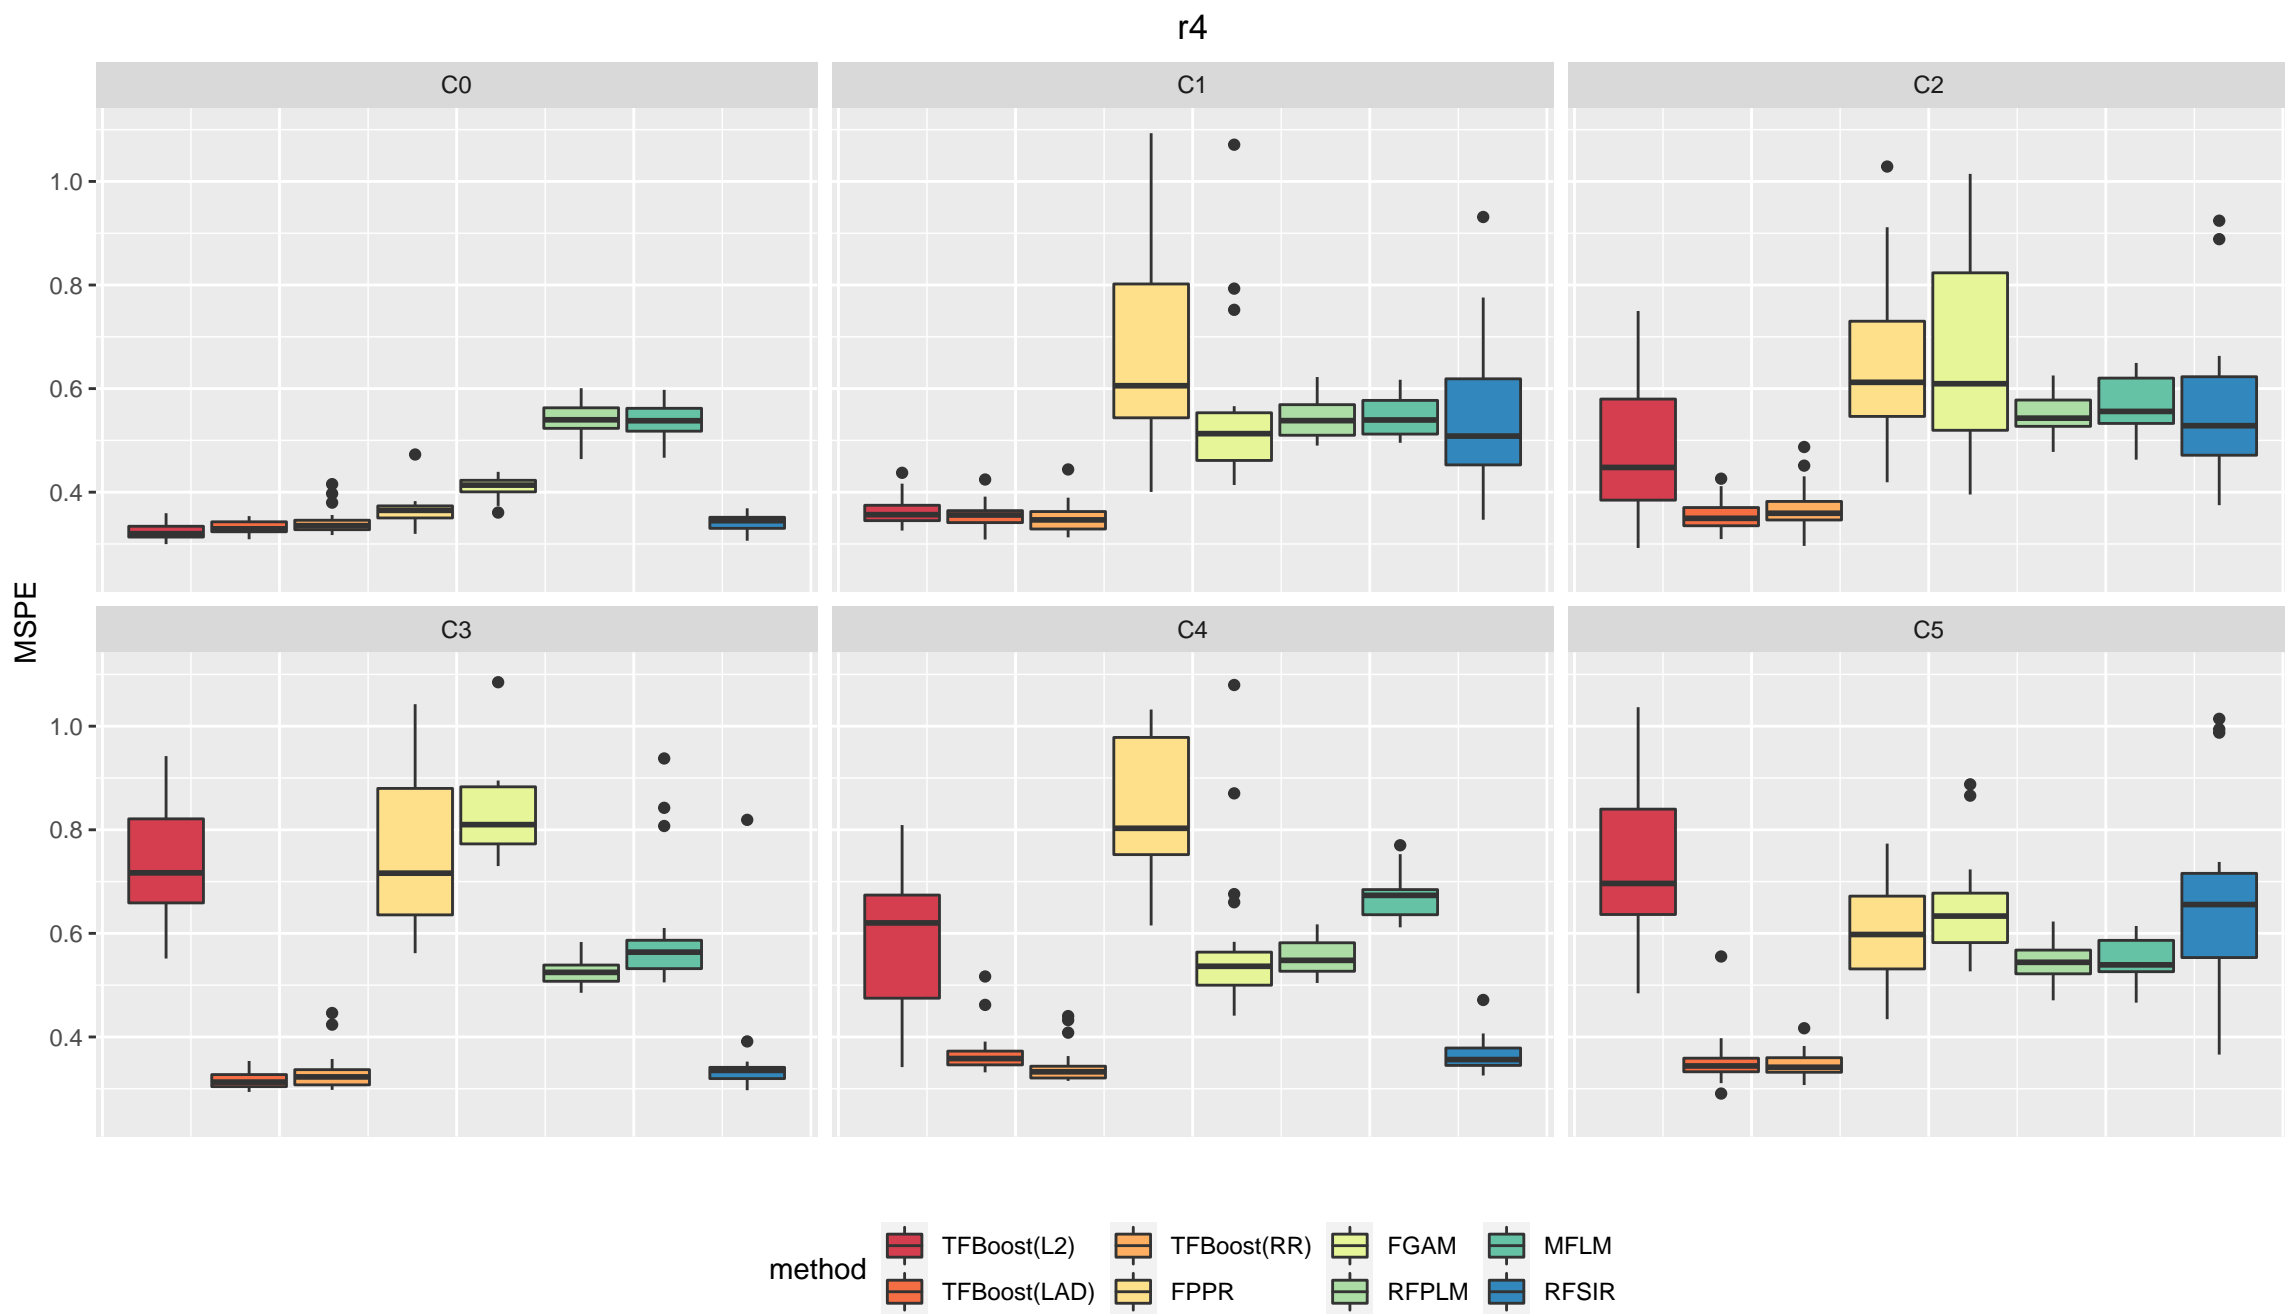 r4
C0 C1 C2
1.0
0.8
0.6
0.4
MSPE
C3 C4 C5
1.0
0.8
0.6
0.4
method
TFBoost(L2) TFBoost(RR) FGAM MFLM
TFBoost(LAD) FPPR RFPLM RFSIR